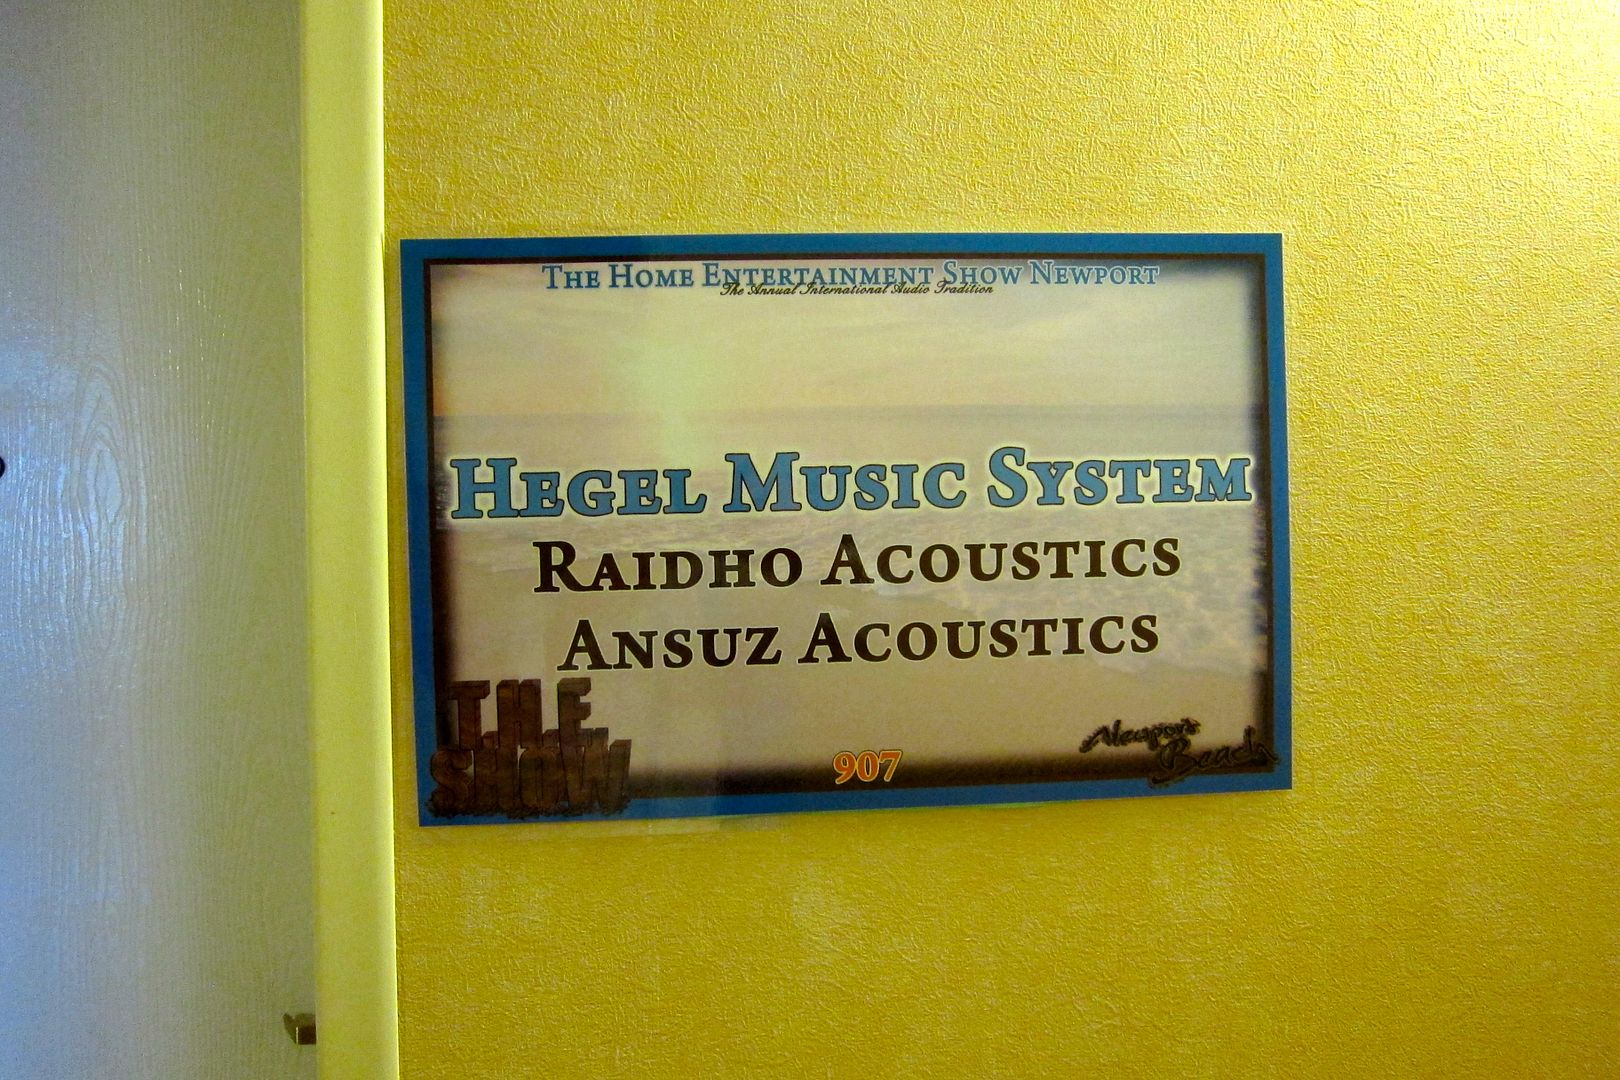 The Home Entertainment Show Newport
The Annual International Audio Tradition
Hegel Music System
Raidho Acoustics
Ansuz Acoustics
THE
SHOW
907
Newport
Beach